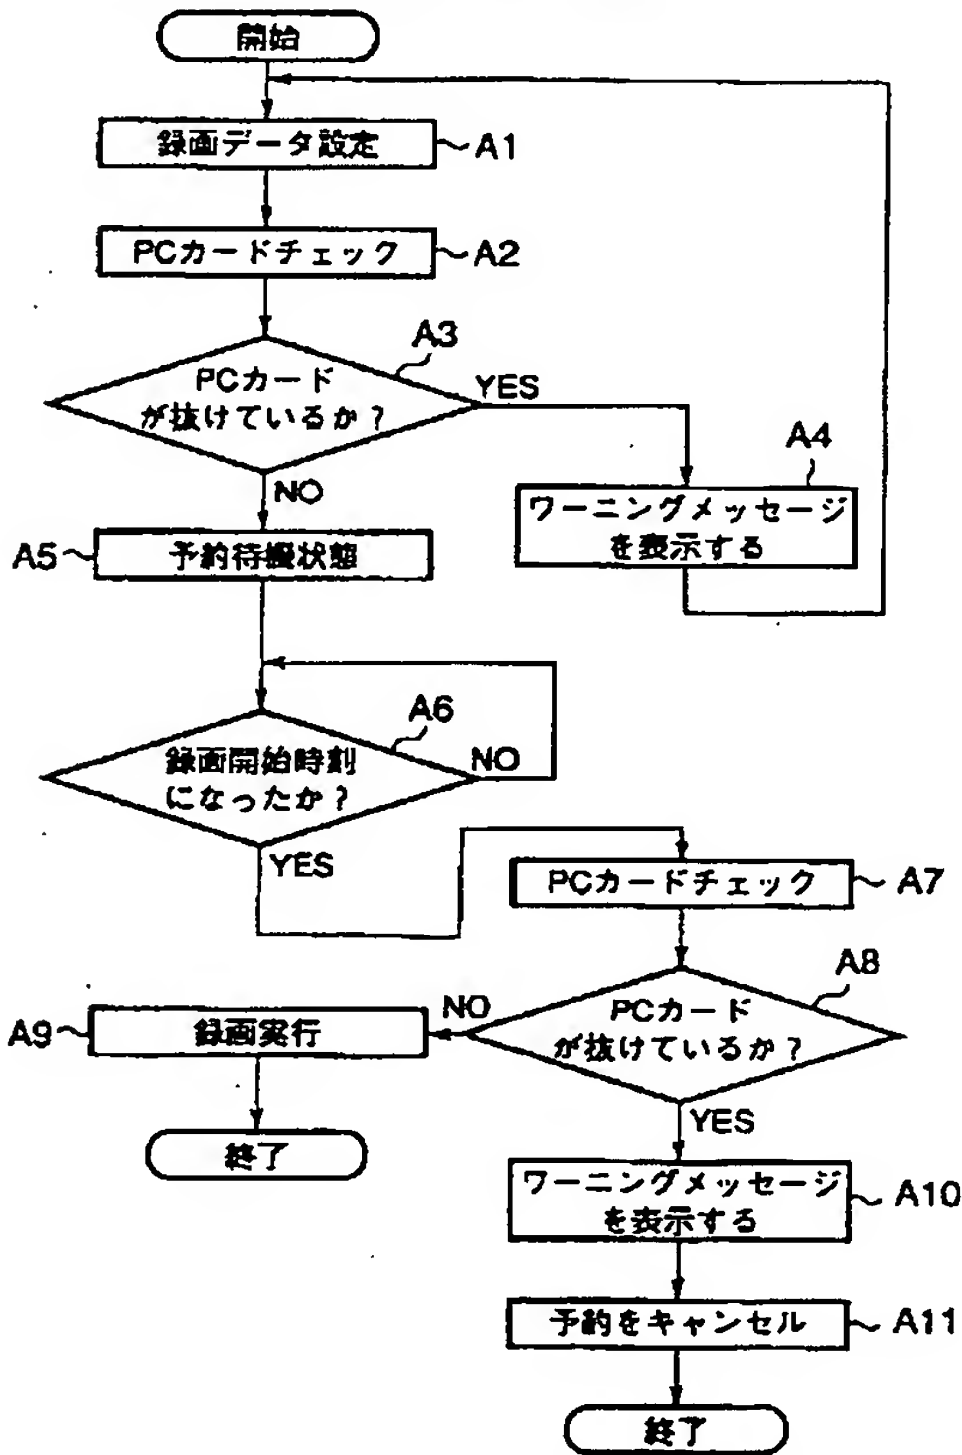 開始
録画データ設定
A1
PCカードチェック
A2
A3
PCカード
が抜けているか？
YES
NO
A4
ワーニングメッセージ
を表示する
A5
予約待機状態
A6
録画開始時刻
になったか？
NO
YES
PCカードチェック
A7
A8
PCカード
が抜けているか？
NO
A9
録画実行
YES
終了
ワーニングメッセージ
を表示する
A10
予約をキャンセル
A11
終了